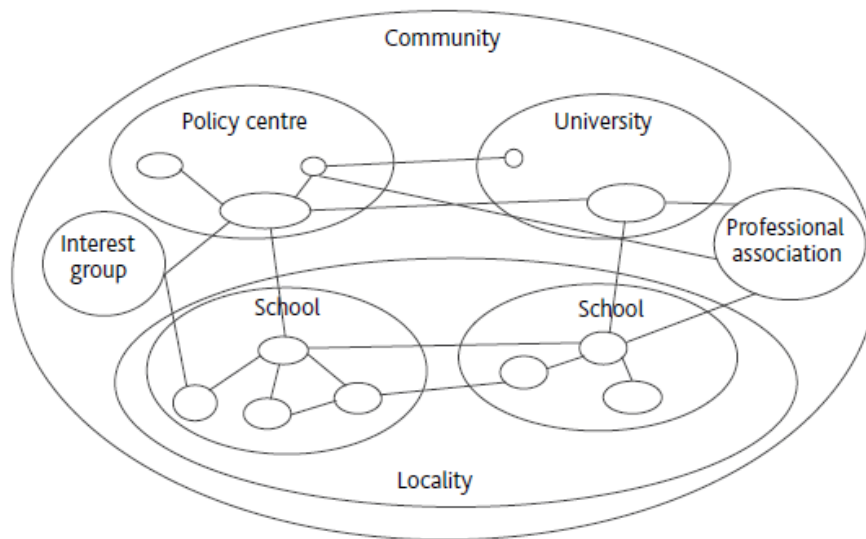 Community
Policy centre
University
Interest
group
Professional
association
School
School
Locality